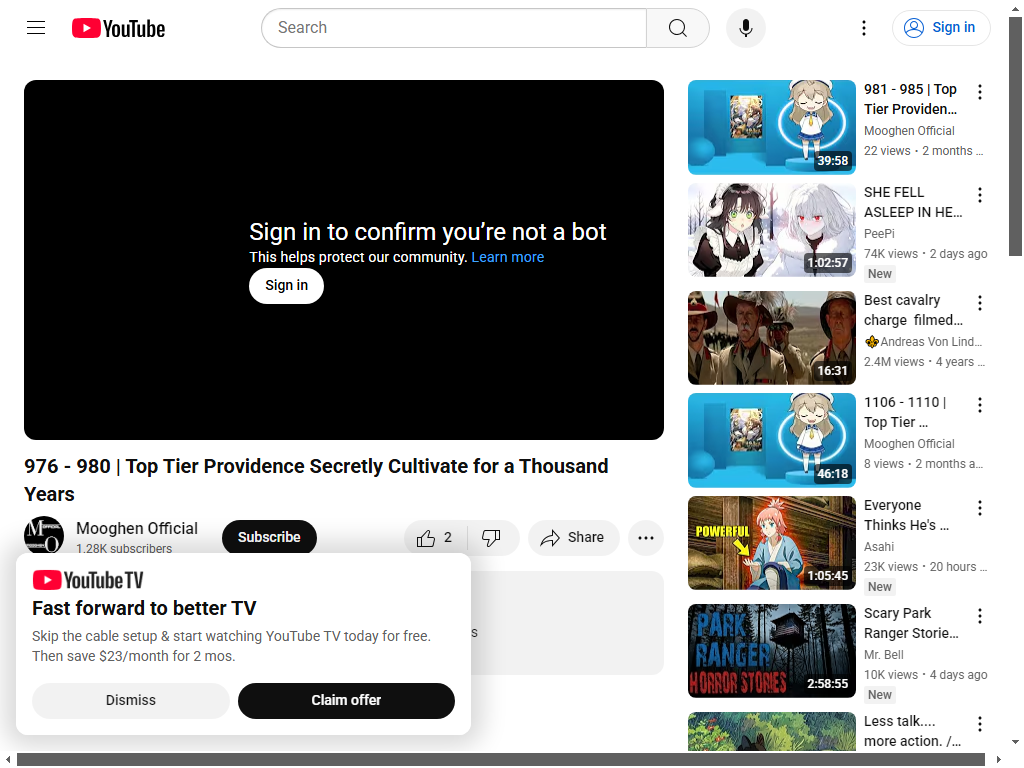 YouTube
Search
Sign in
Sign in to confirm you're not a bot
This helps protect our community. Learn more
Sign in
976 - 980 | Top Tier Providence Secretly Cultivate for a Thousand
Years
Mooghen Official
1.28K subscribers
Subscribe
2
Share
s
YouTube TV
Fast forward to better TV
Skip the cable setup & start watching YouTube TV today for free.
Then save $23/month for 2 mos.
Dismiss
Claim offer
39:58
981 - 985 | Top
Tier Providen...
Mooghen Official
22 views • 2 months ...
1:02:57
SHE FELL
ASLEEP IN HE...
PeePi
74K views • 2 days ago
New
16:31
Best cavalry
charge filmed...
Andreas Von Lind...
2.4M views • 4 years ...
46:18
1106 - 1110 |
Top Tier ...
Mooghen Official
8 views • 2 months a...
POWERFUL
1:05:45
Everyone
Thinks He's ...
Asahi
23K views • 20 hours ...
New
PARK
RANGER
HORROR STORIES
2:58:55
Scary Park
Ranger Storie...
Mr. Bell
10K views • 4 days ago
New
Less talk....
more action. /...